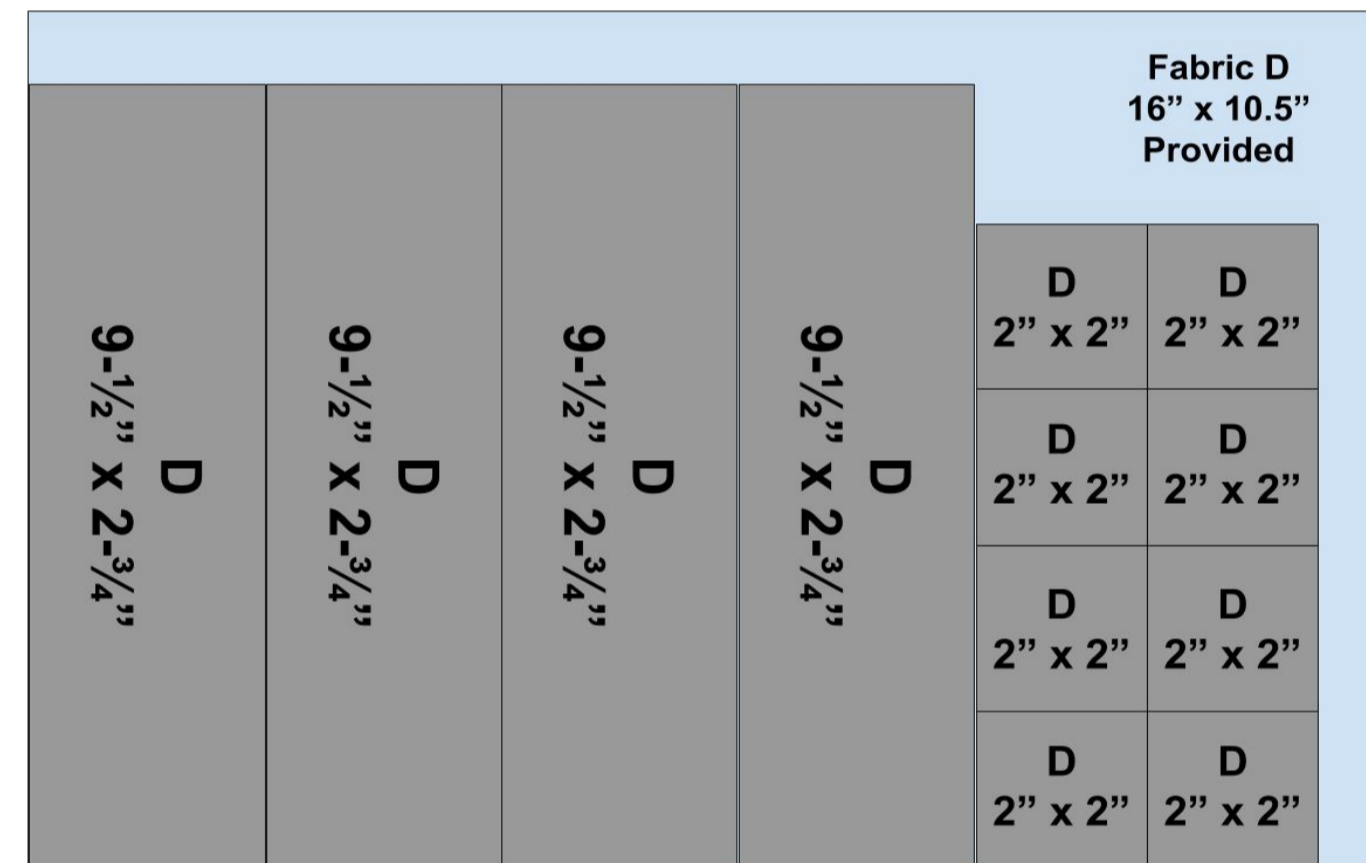 Fabric D
16” x 10.5”
Provided
D
9-½” x 2-¾”
D
9-½” x 2-¾”
D
9-½” x 2-¾”
D
9-½” x 2-¾”
D
2” x 2”
D
2” x 2”
D
2” x 2”
D
2” x 2”
D
2” x 2”
D
2” x 2”
D
2” x 2”
D
2” x 2”